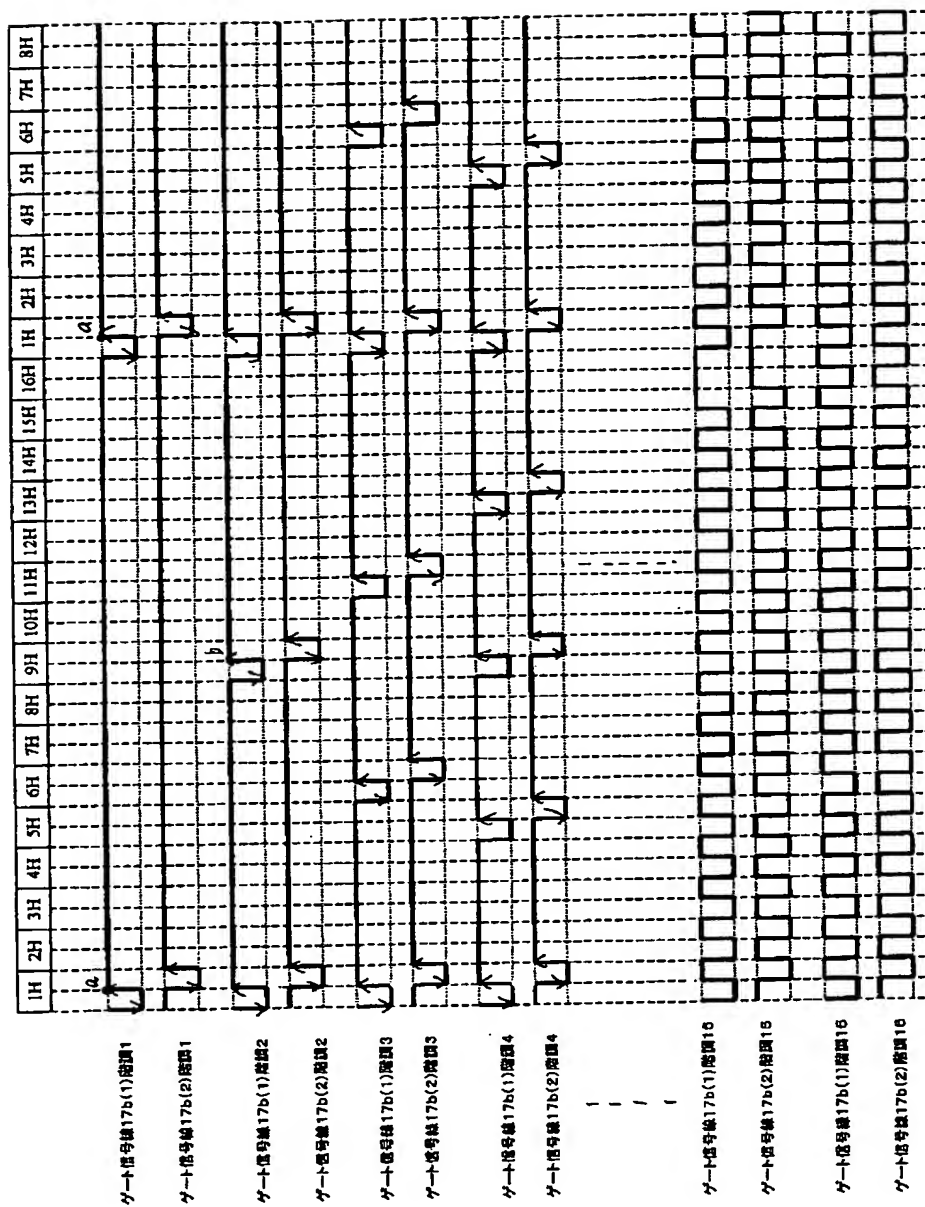 1H 2H 3H 4H 5H 6H 7H 8H 9H 10H 11H 12H 13H 14H 15H 16H 1H 2H 3H 4H 5H 6H 7H 8H
a
a
ゲート信号線17b(1)階調1
ゲート信号線17b(2)階調1
b
ゲート信号線17b(1)階調2
ゲート信号線17b(2)階調2
ゲート信号線17b(1)階調3
ゲート信号線17b(2)階調3
ゲート信号線17b(1)階調4
ゲート信号線17b(2)階調4
ゲート信号線17b(1)階調15
ゲート信号線17b(2)階調15
ゲート信号線17b(1)階調16
ゲート信号線17b(2)階調16